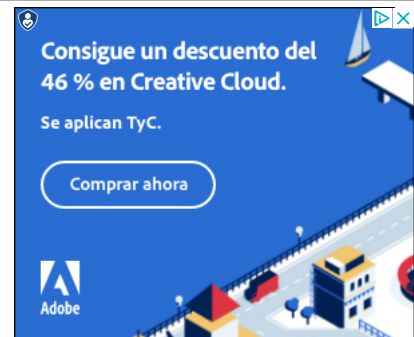 Consigue un descuento del
46 % en Creative Cloud.
Se aplican TyC.
Comprar ahora
Adobe